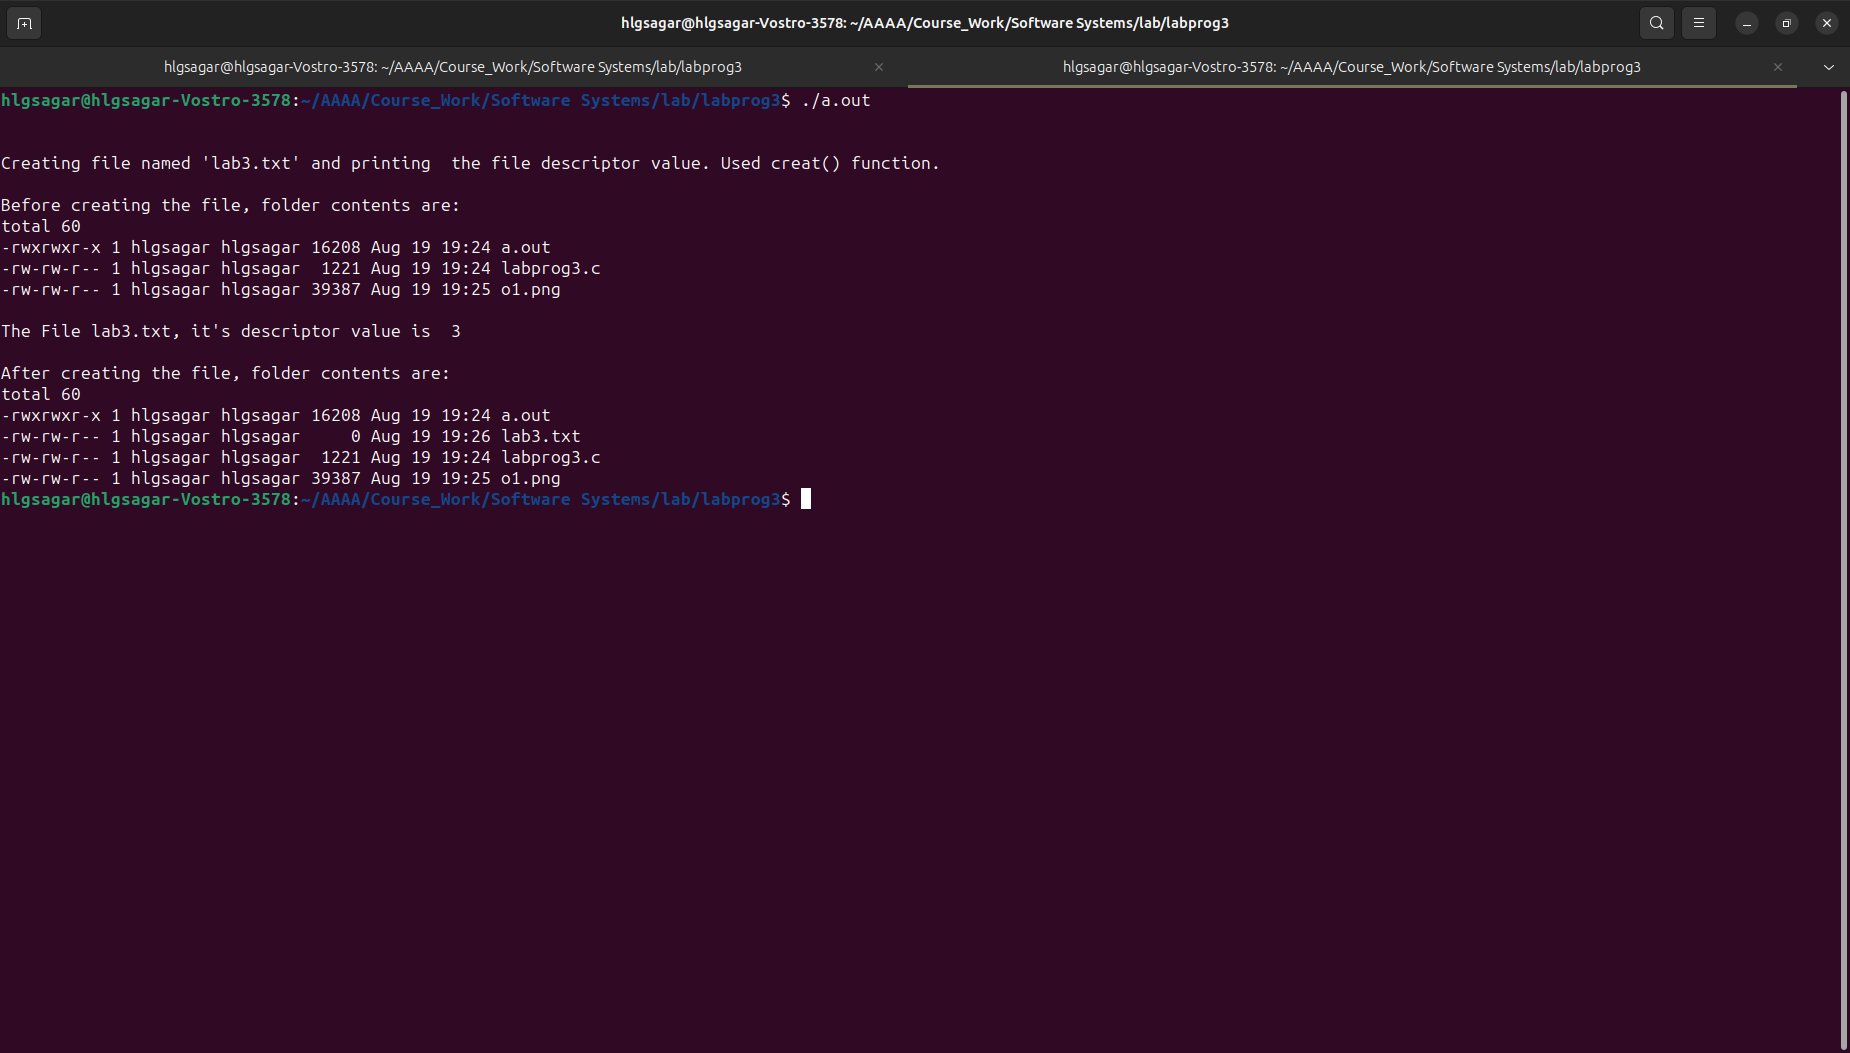 hlgsagar@hlgsagar-Vostro-3578: ~/AAAA/Course_Work/Software Systems/lab/labprog3
hlgsagar@hlgsagar-Vostro-3578: ~/AAAA/Course_Work/Software Systems/lab/labprog3
hlgsagar@hlgsagar-Vostro-3578: ~/AAAA/Course_Work/Software Systems/lab/labprog3
hlgsagar@hlgsagar-Vostro-3578:~/AAAA/Course_Work/Software Systems/lab/labprog3$ ./a.out
Creating file named 'lab3.txt' and printing  the file descriptor value. Used creat() function.
Before creating the file, folder contents are:
total 60
-rwxrwxr-x 1 hlgsagar hlgsagar 16208 Aug 19 19:24 a.out
-rw-rw-r-- 1 hlgsagar hlgsagar  1221 Aug 19 19:24 labprog3.c
-rw-rw-r-- 1 hlgsagar hlgsagar 39387 Aug 19 19:25 o1.png
The File lab3.txt, it's descriptor value is  3
After creating the file, folder contents are:
total 60
-rwxrwxr-x 1 hlgsagar hlgsagar 16208 Aug 19 19:24 a.out
-rw-rw-r-- 1 hlgsagar hlgsagar     0 Aug 19 19:26 lab3.txt
-rw-rw-r-- 1 hlgsagar hlgsagar  1221 Aug 19 19:24 labprog3.c
-rw-rw-r-- 1 hlgsagar hlgsagar 39387 Aug 19 19:25 o1.png
hlgsagar@hlgsagar-Vostro-3578:~/AAAA/Course_Work/Software Systems/lab/labprog3$